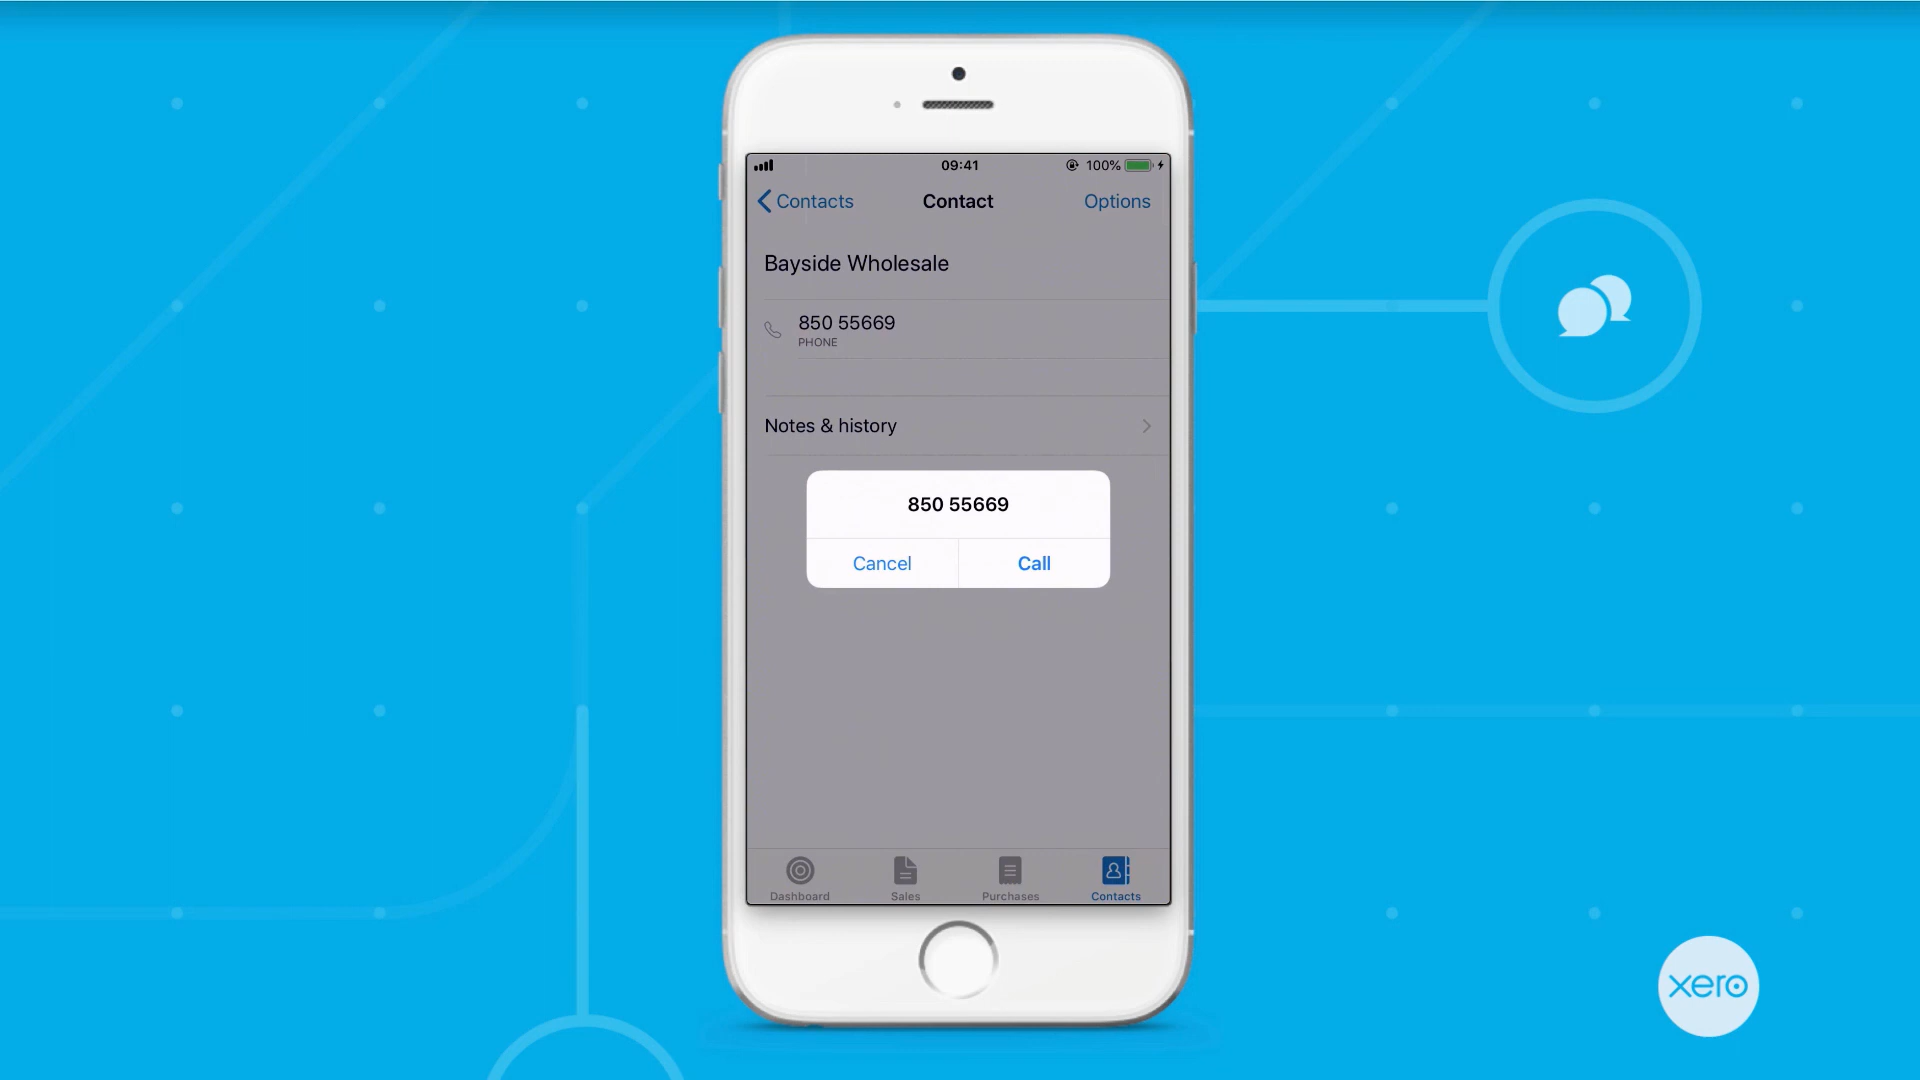 09:41 100%
Contacts Contact Options
Bayside Wholesale
850 55669
PHONE
Notes & history
850 55669
Cancel Call
Dashboard Sales Purchases Contacts
xero